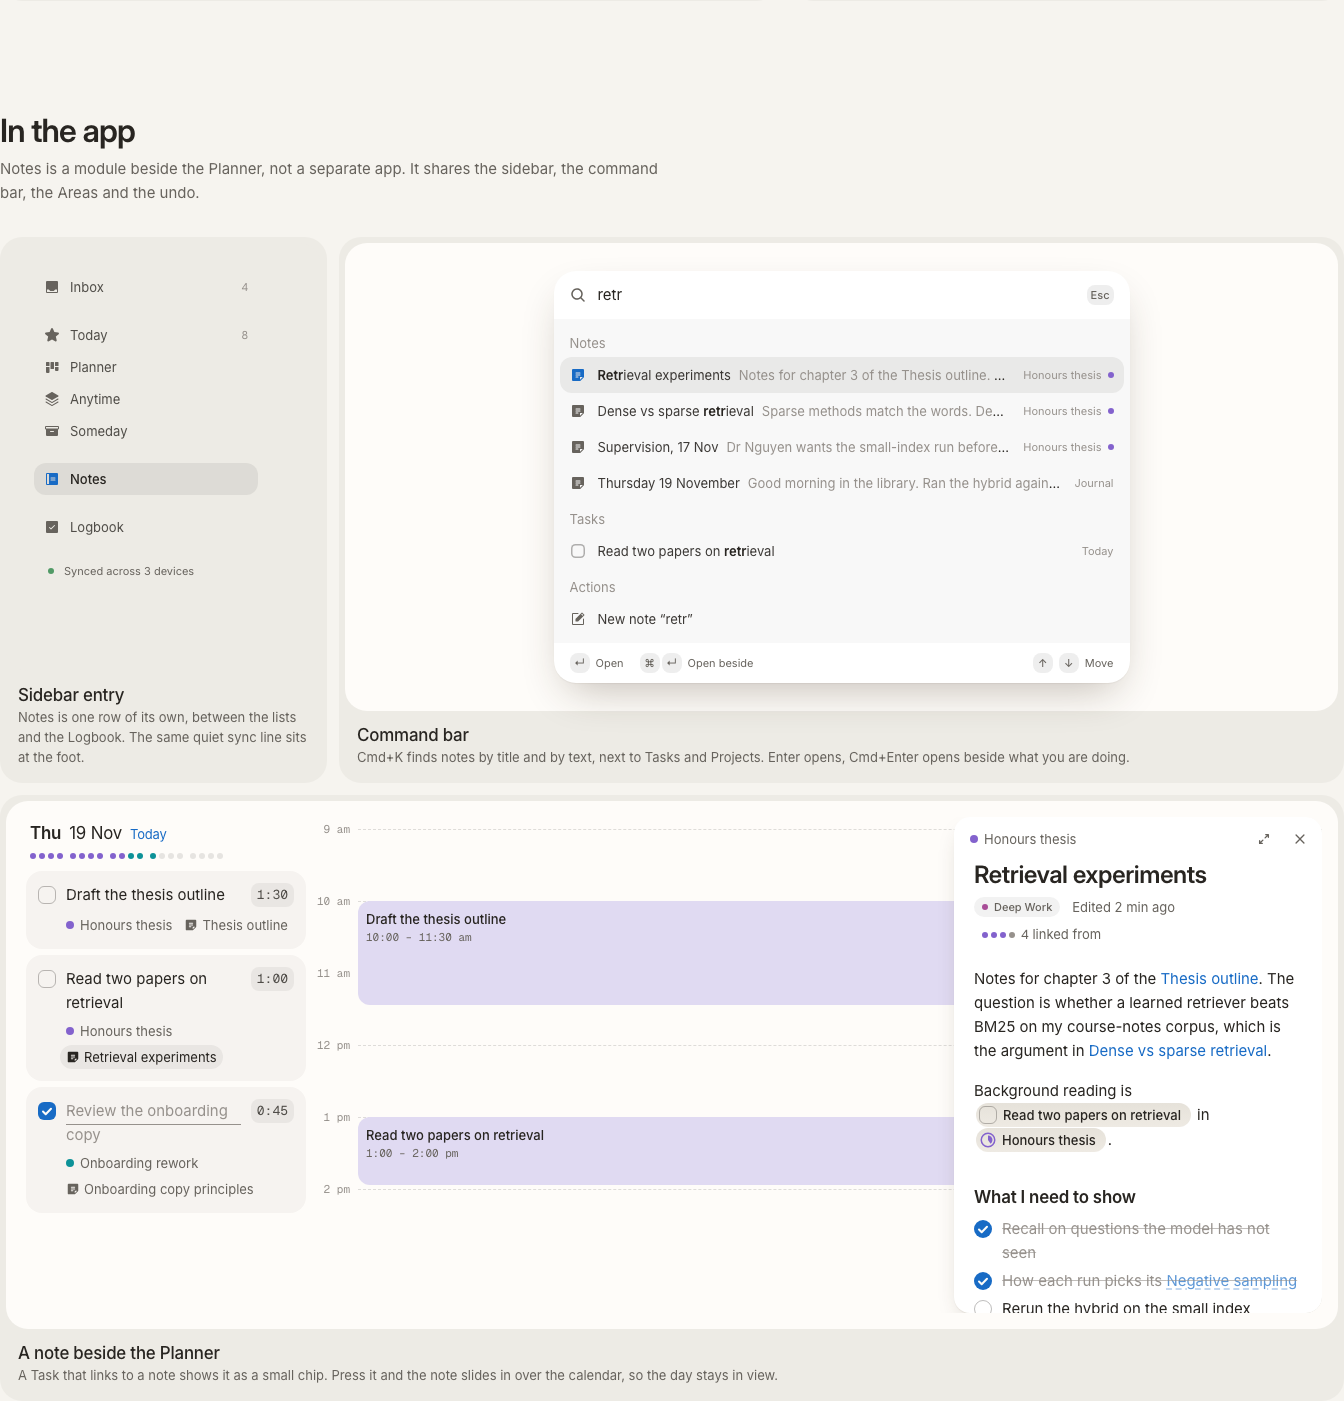 In the app
Notes is a module beside the Planner, not a separate app. It shares the sidebar, the command
bar, the Areas and the undo.
Inbox 4
Today 8
Planner
Anytime
Someday
Notes
Logbook
Synced across 3 devices
Sidebar entry
Notes is one row of its own, between the lists
and the Logbook. The same quiet sync line sits
at the foot.
retr Esc
Notes
Retrieval experiments Notes for chapter 3 of the Thesis outline. ... Honours thesis
Dense vs sparse retrieval Sparse methods match the words. De... Honours thesis
Supervision, 17 Nov Dr Nguyen wants the small-index run before... Honours thesis
Thursday 19 November Good morning in the library. Ran the hybrid again... Journal
Tasks
Read two papers on retrieval Today
Actions
New note “retr”
↵ Open ⌘ ↵ Open beside ↑ ↓ Move
Command bar
Cmd+K finds notes by title and by text, next to Tasks and Projects. Enter opens, Cmd+Enter opens beside what you are doing.
Thu 19 Nov Today
Draft the thesis outline 1:30
Honours thesis Thesis outline
Read two papers on 1:00
retrieval
Honours thesis
Retrieval experiments
Review the onboarding 0:45
copy
Onboarding rework
Onboarding copy principles
9 am
10 am
Draft the thesis outline
10:00 – 11:30 am
11 am
12 pm
1 pm
Read two papers on retrieval
1:00 – 2:00 pm
2 pm
Honours thesis
Retrieval experiments
Deep Work Edited 2 min ago
4 linked from
Notes for chapter 3 of the Thesis outline. The
question is whether a learned retriever beats
BM25 on my course-notes corpus, which is
the argument in Dense vs sparse retrieval.
Background reading is
Read two papers on retrieval in
Honours thesis .
What I need to show
Recall on questions the model has not
seen
How each run picks its Negative sampling
Rerun the hybrid on the small index
A note beside the Planner
A Task that links to a note shows it as a small chip. Press it and the note slides in over the calendar, so the day stays in view.